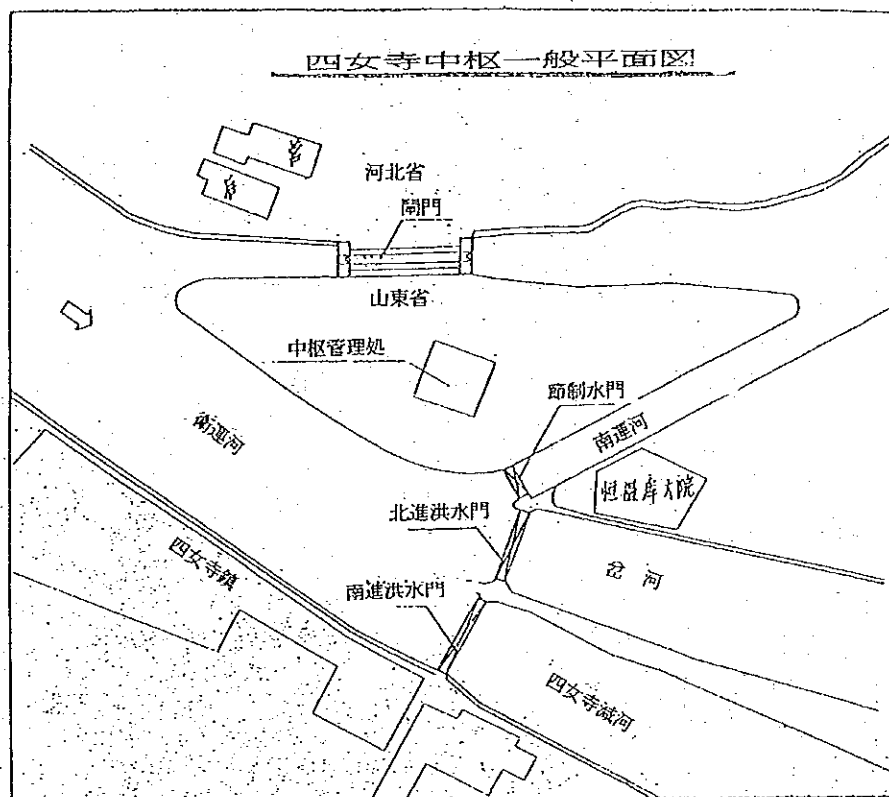 四女寺中枢一般平面図
河北省
閘門
山東省
中枢管理処
節制水門
南運河
衛運河
北進洪水門
岔河
四女寺鎮
南進洪水門
四女寺減河